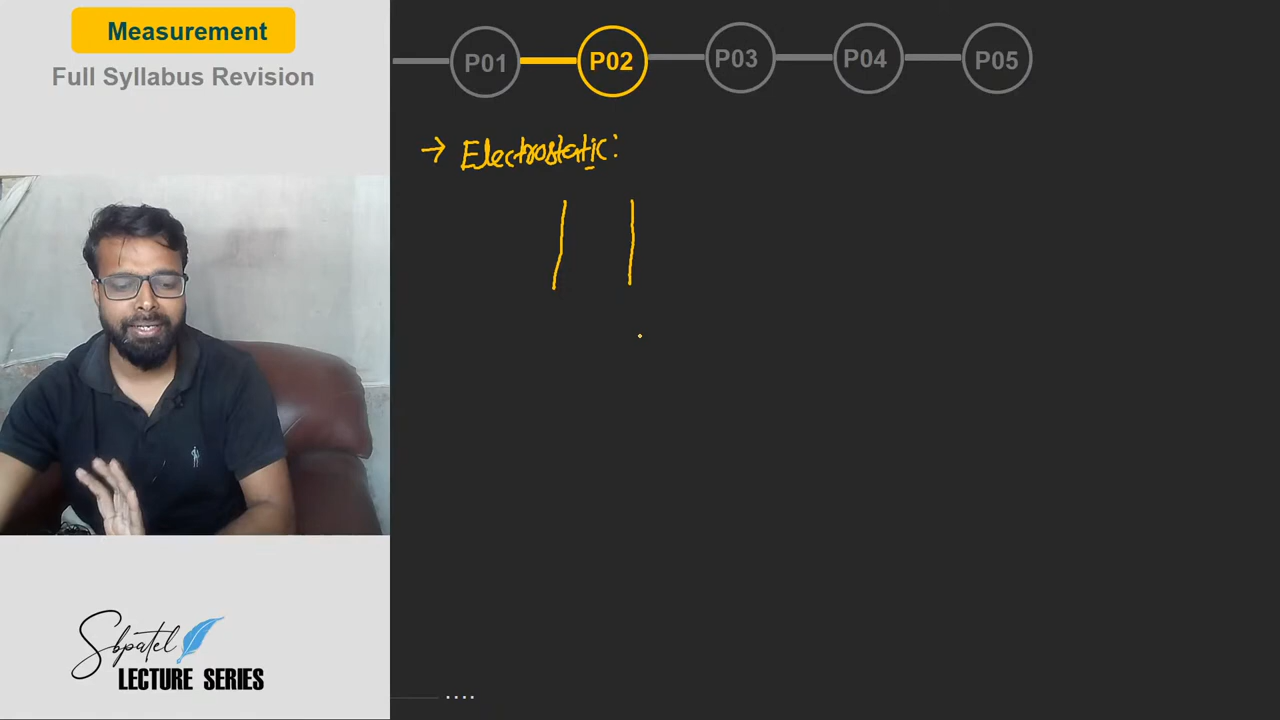 Measurement
Full Syllabus Revision
P01
P02
P03
P04
P05
→ Electrostatic:
Sbpatel
LECTURE SERIES
....